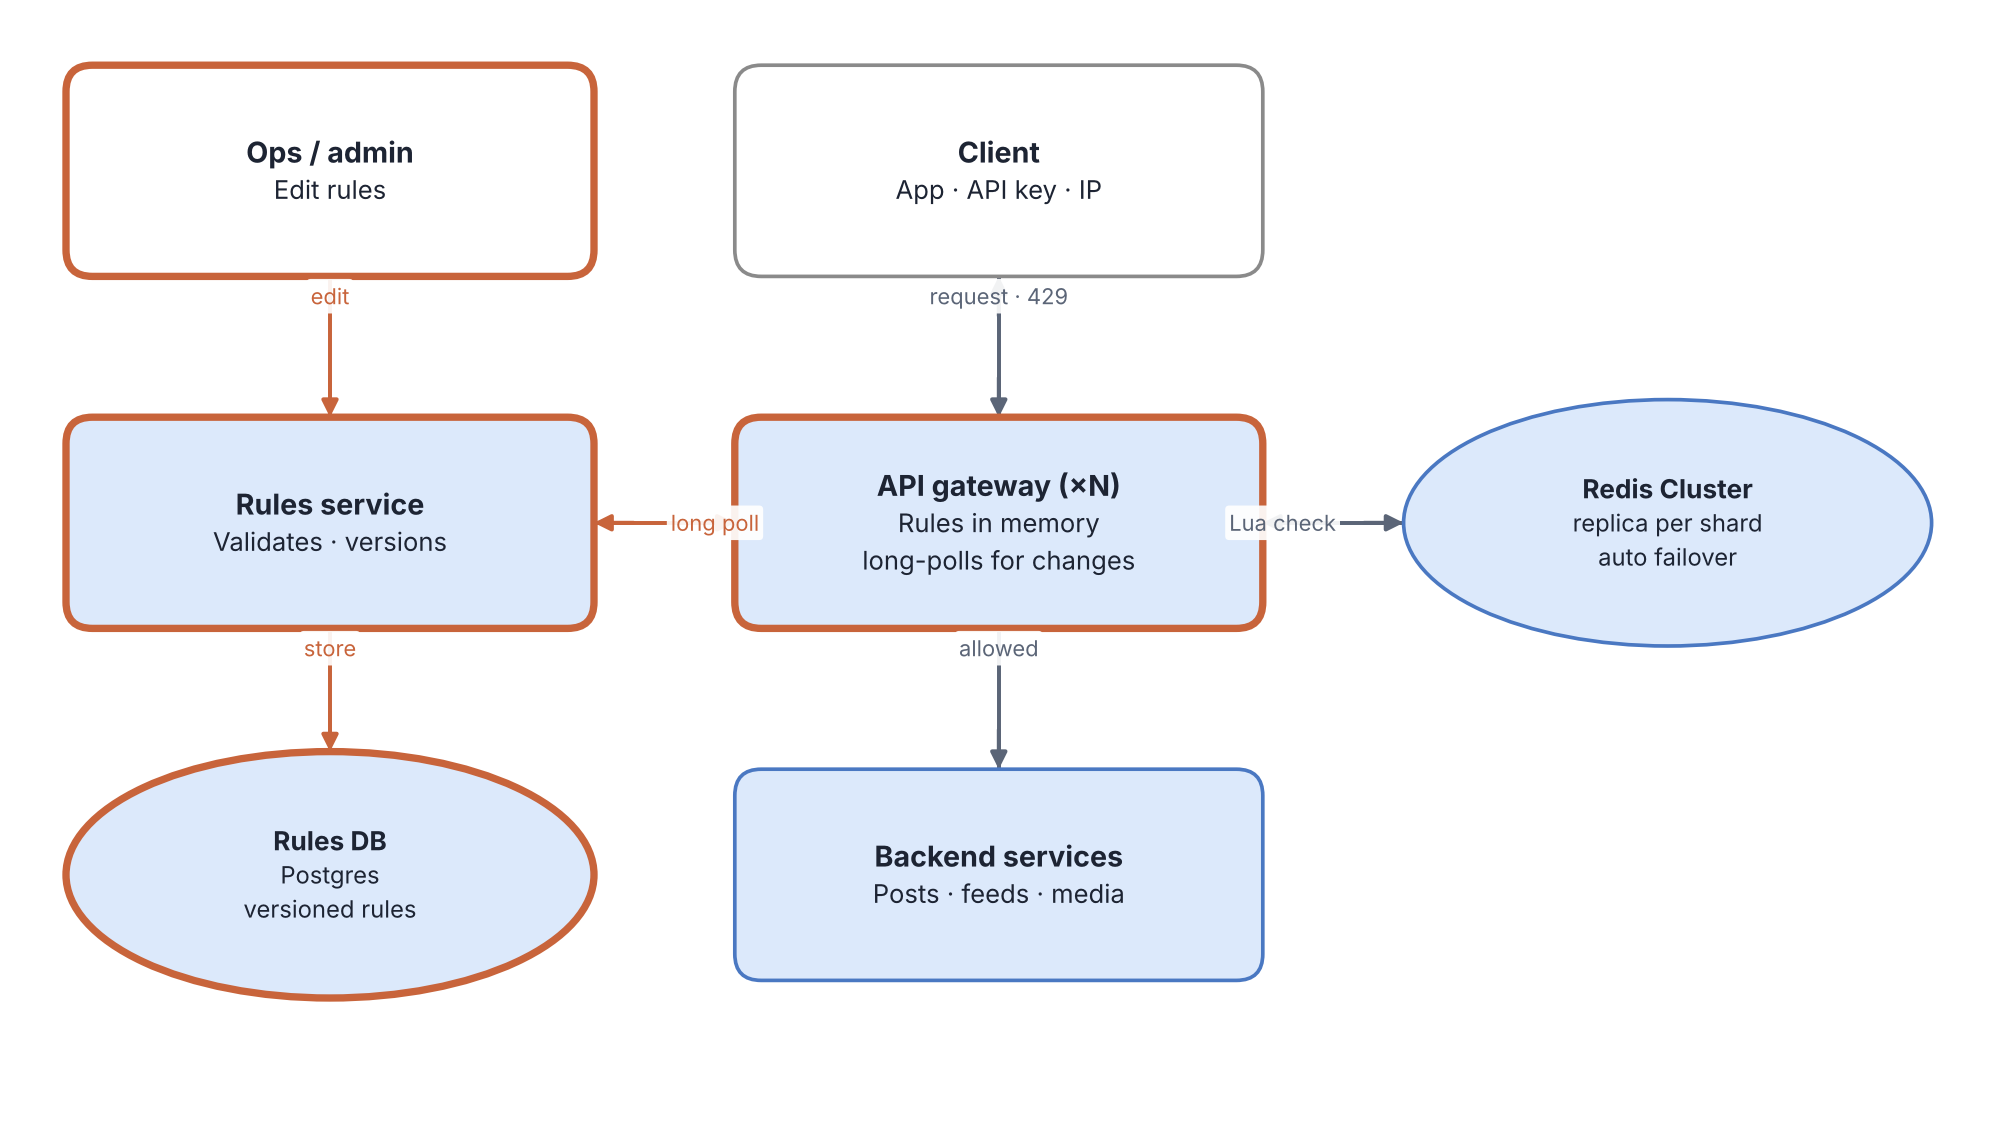 Ops / admin
Edit rules
Client
App · API key · IP
edit
request · 429
Rules service
Validates · versions
long poll
API gateway (×N)
Rules in memory
long-polls for changes
Lua check
Redis Cluster
replica per shard
auto failover
store
allowed
Rules DB
Postgres
versioned rules
Backend services
Posts · feeds · media